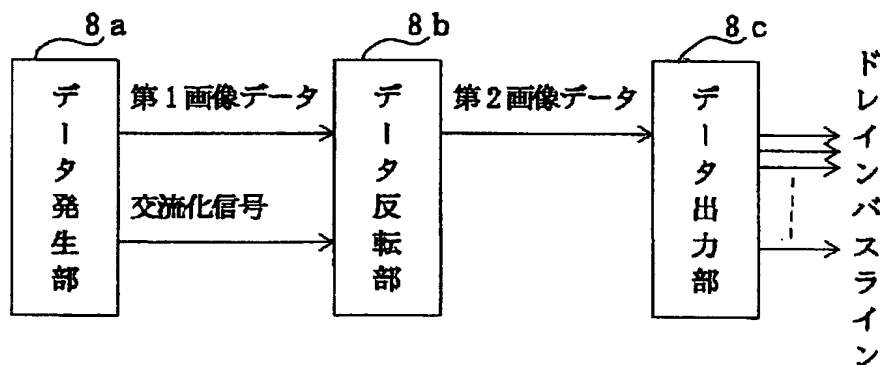 8a
8b
8c
データ発生部
第1画像データ
交流化信号
データ反転部
第2画像データ
データ出力部
ドレインバスライン